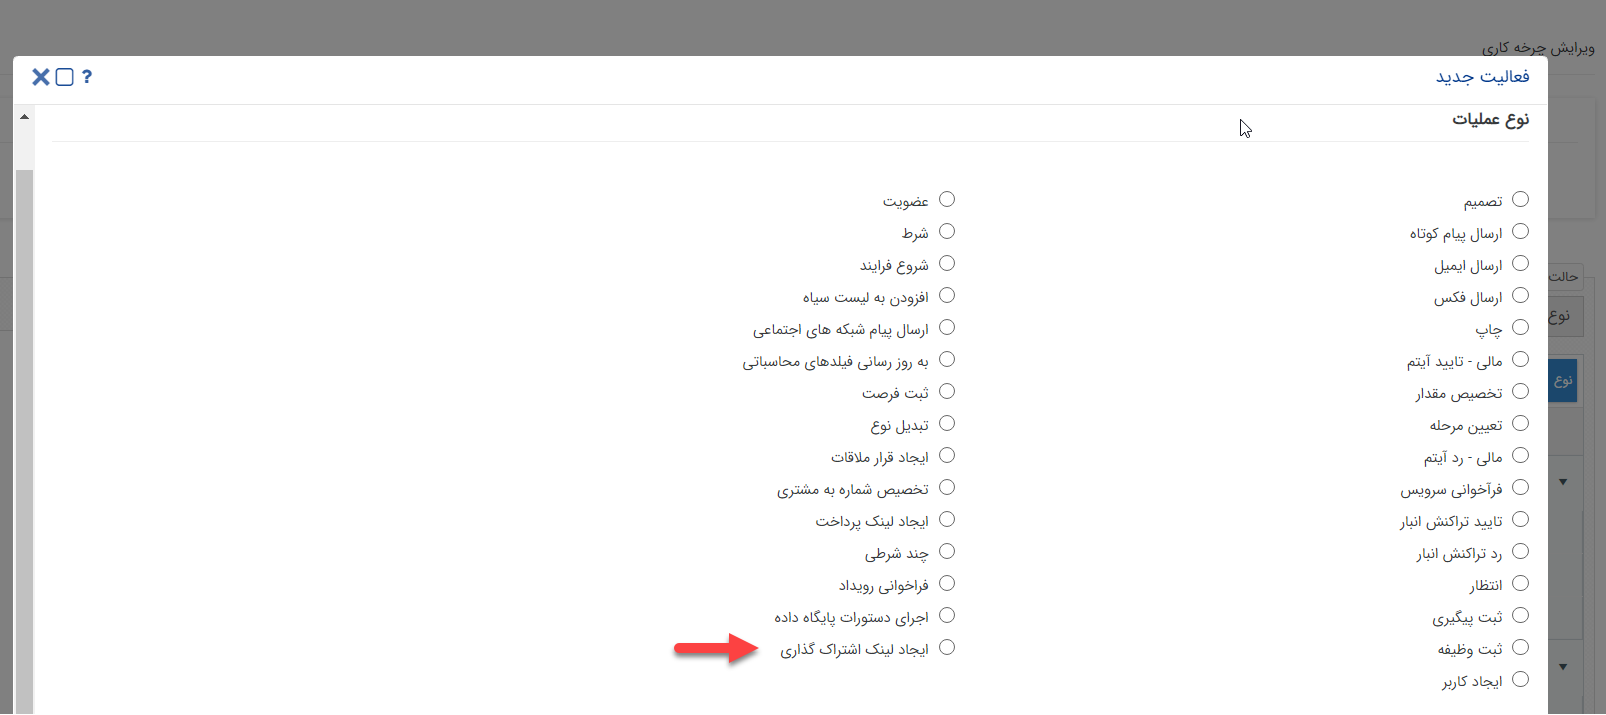 ویرایش چرخه کاری
فعالیت جدید
?
نوع عملیات
تصمیم
ارسال پیام کوتاه
ارسال ایمیل
ارسال فکس
چاپ
مالی - تایید آیتم
تخصیص مقدار
تعیین مرحله
مالی - رد آیتم
فرآخوانی سرویس
تایید تراکنش انبار
رد تراکنش انبار
انتظار
ثبت پیگیری
ثبت وظیفه
ایجاد کاربر
عضویت
شرط
شروع فرایند
افزودن به لیست سیاه
ارسال پیام شبکه های اجتماعی
به روز رسانی فیلدهای محاسباتی
ثبت فرصت
تبدیل نوع
ایجاد قرار ملاقات
تخصیص شماره به مشتری
ایجاد لینک پرداخت
چند شرطی
فراخوانی رویداد
اجرای دستورات پایگاه داده
ایجاد لینک اشتراک گذاری
حالت
نوع
نوع